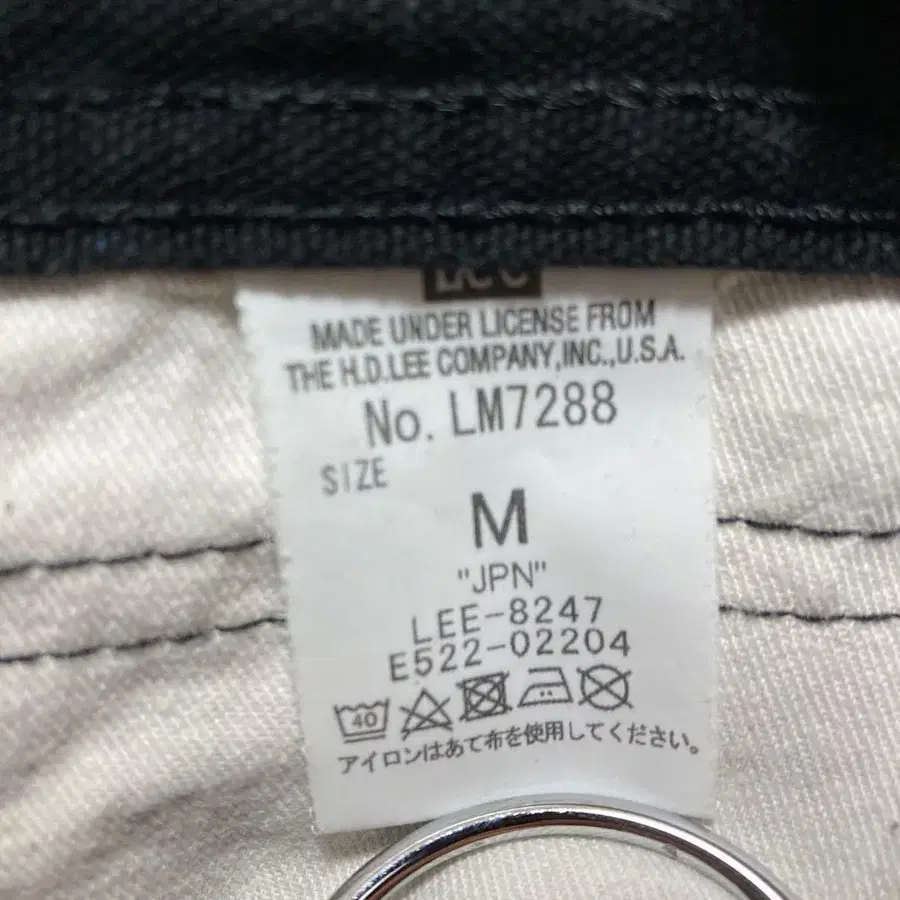 MADE UNDER LICENSE FROM
THE H.D.LEE COMPANY,INC.,U.S.A.
No. LM7288
SIZE
M
"JPN"
LEE-8247
E522-02204
40
アイロンはあて布を使用してください。